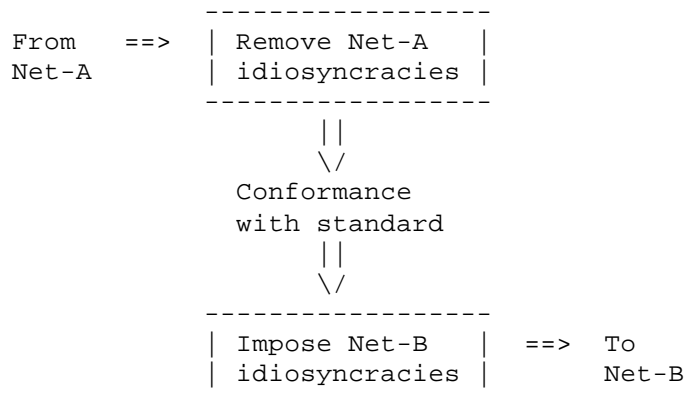 ------------------
From ==> | Remove Net-A |
Net-A | idiosyncracies |
------------------
||
\/
Conformance
with standard
||
\/
------------------
| Impose Net-B | ==> To
| idiosyncracies | Net-B